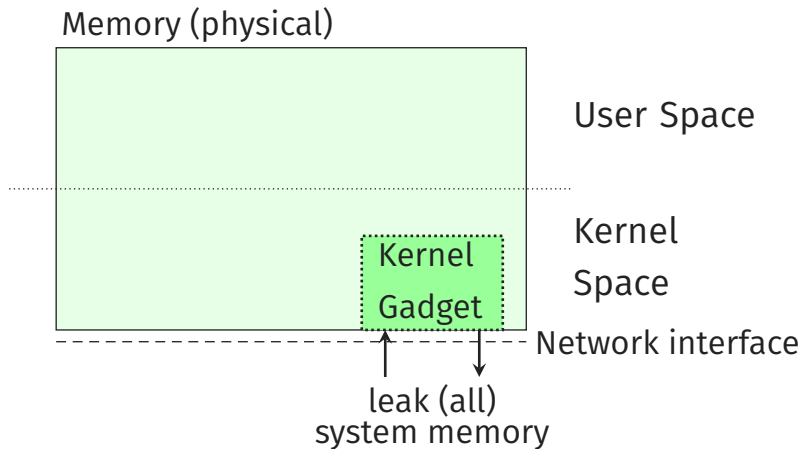 Memory (physical)
User Space
Kernel
Space
Kernel
Gadget
Network interface
leak (all)
system memory